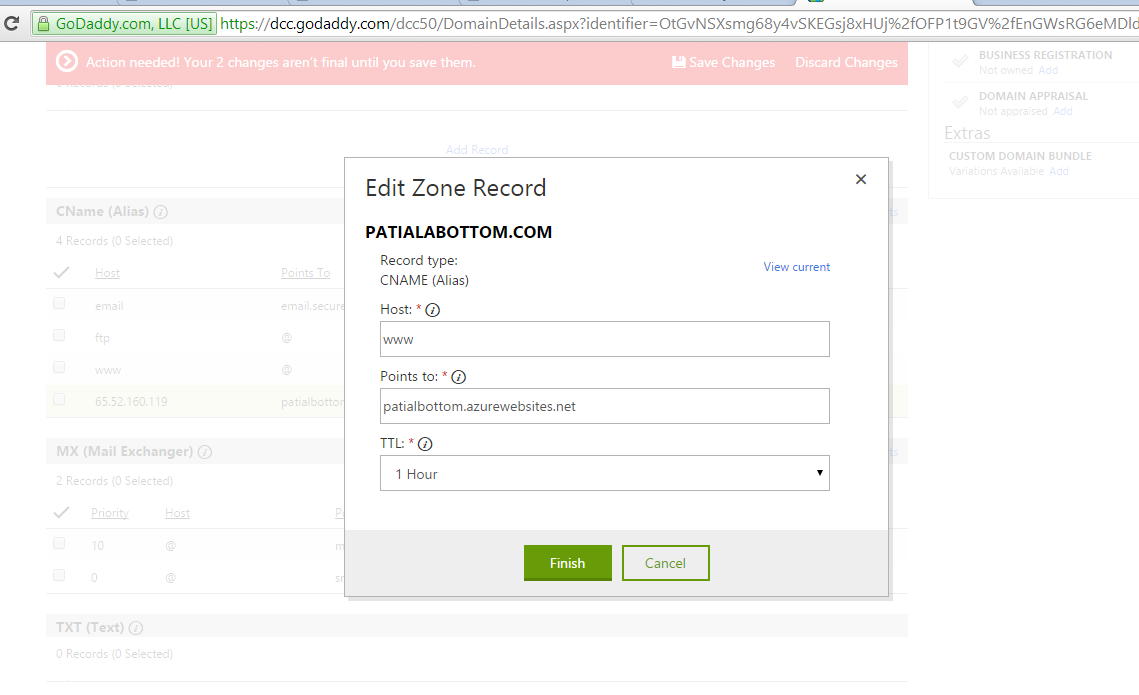 GoDaddy.com, LLC [US] https://dcc.godaddy.com/dcc50/DomainDetails.aspx?identifier=OtGvNSXsmg68y4vSKEGsj8xHUj%2fOFP1t9GV%2fEnGWsRG6eMDld
Action needed! Your 2 changes aren't final until you save them. Save Changes Discard Changes
0 Records (0 Selected)
Add Record
BUSINESS REGISTRATION
Not owned Add
DOMAIN APPRAISAL
Not appraised Add
Extras
CUSTOM DOMAIN BUNDLE
Variations Available Add
CName (Alias)
4 Records (0 Selected)
Host Points To
email email.secure
ftp @
www @
65.52.160.119 patialabottom
MX (Mail Exchanger)
2 Records (0 Selected)
Priority Host
10 @
0 @
TXT (Text)
0 Records (0 Selected)
Edit Zone Record
PATIALABOTTOM.COM
Record type:
CNAME (Alias)
View current
Host: *
www
Points to: *
patialbottom.azurewebsites.net
TTL: *
1 Hour
Finish Cancel